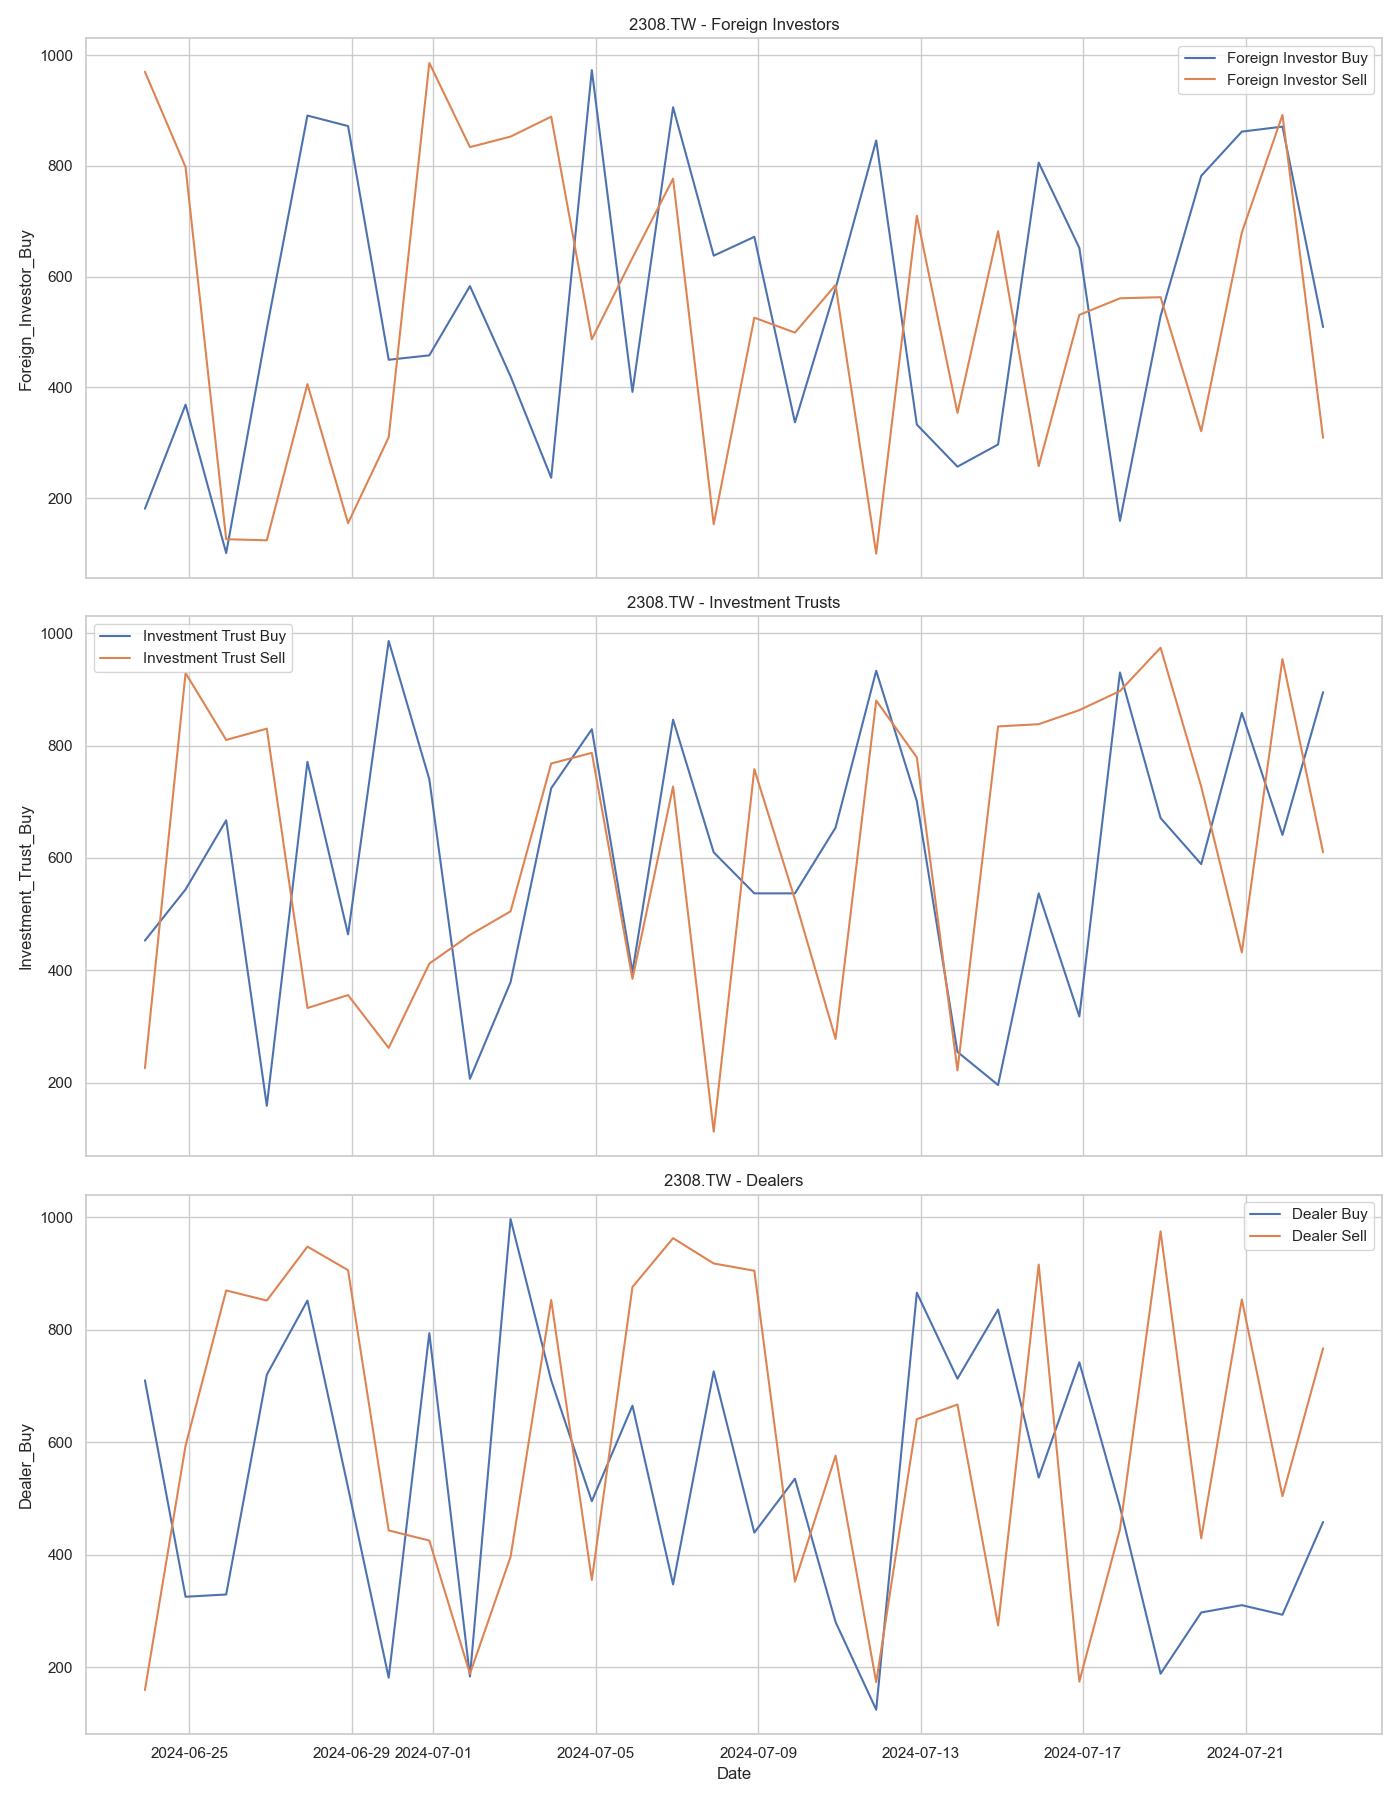 2308.TW - Foreign Investors
Foreign Investor Buy
Foreign Investor Sell
Foreign_Investor_Buy
1000
800
600
400
200
2308.TW - Investment Trusts
Investment Trust Buy
Investment Trust Sell
Investment_Trust_Buy
1000
800
600
400
200
2308.TW - Dealers
Dealer Buy
Dealer Sell
Dealer_Buy
1000
800
600
400
200
2024-06-25 2024-06-29 2024-07-01 2024-07-05 2024-07-09 2024-07-13 2024-07-17 2024-07-21
Date